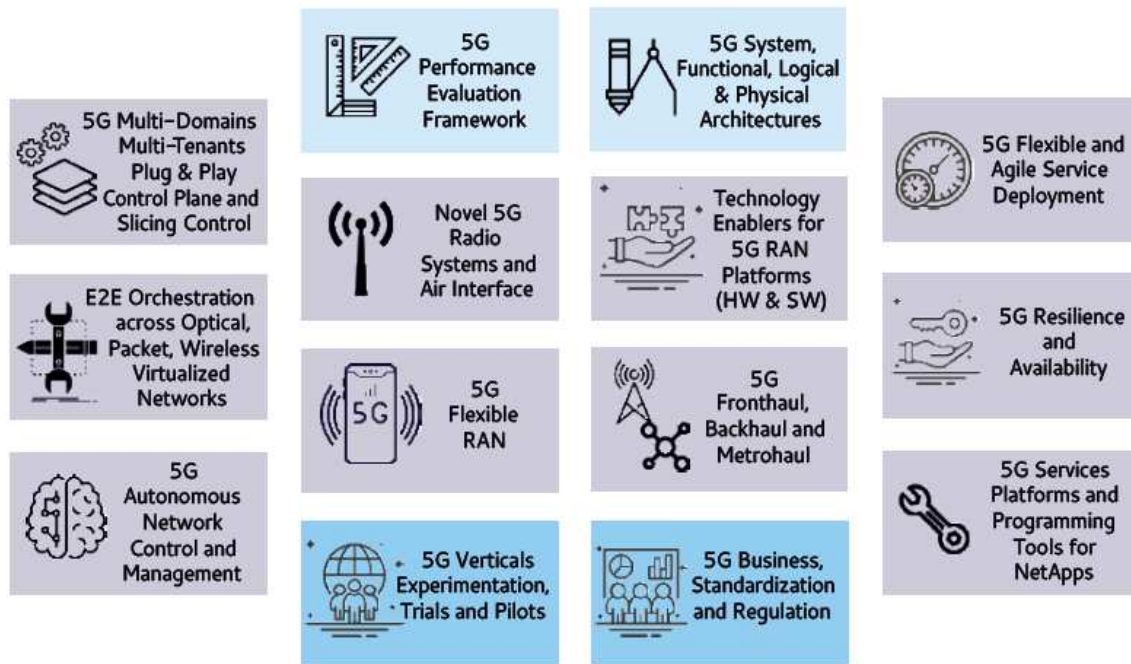 5G
Performance
Evaluation
Framework
5G System,
Functional, Logical
& Physical
Architectures
5G Multi-Domains
Multi-Tenants
Plug & Play
Control Plane and
Slicing Control
Novel 5G
Radio
Systems and
Air Interface
Technology
Enablers for
5G RAN
Platforms
(HW & SW)
5G Flexible and
Agile Service
Deployment
E2E Orchestration
across Optical,
Packet, Wireless
Virtualized
Networks
5G
5G
Flexible
RAN
5G
Fronthaul,
Backhaul and
Metrohaul
5G Resilience
and
Availability
5G
Autonomous
Network
Control and
Management
5G Verticals
Experimentation,
Trials and Pilots
5G Business,
Standardization
and Regulation
5G Services
Platforms and
Programming
Tools for
NetApps